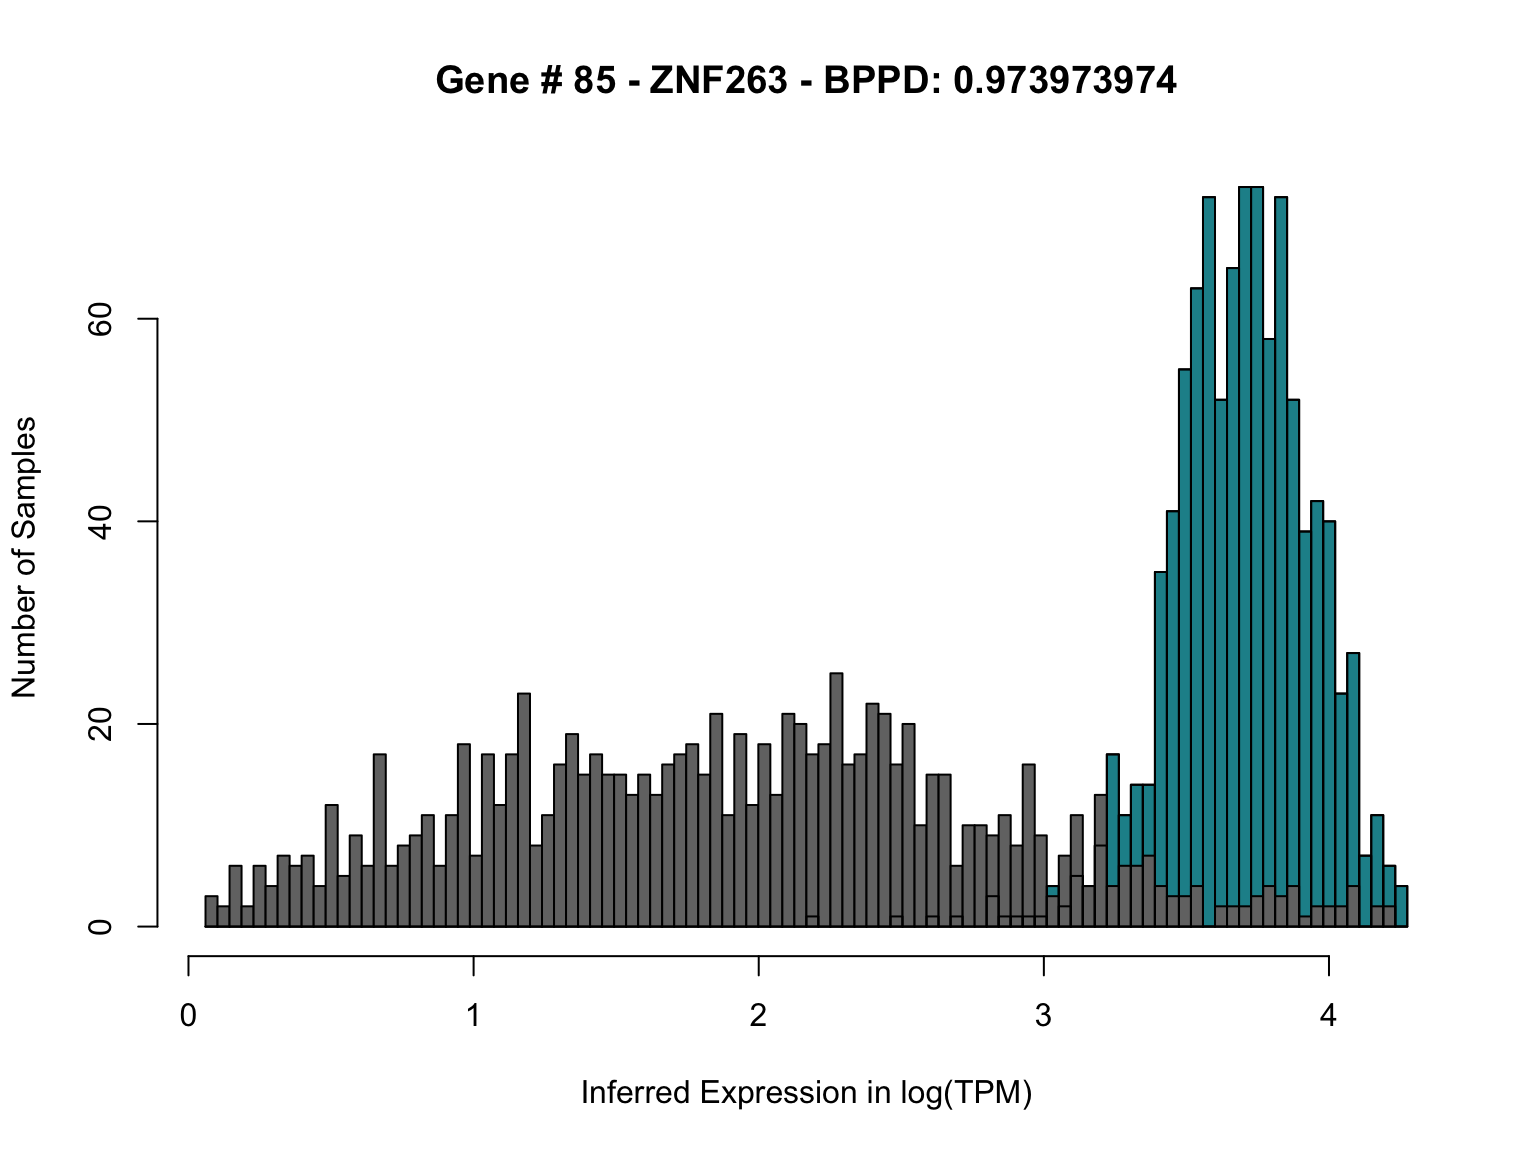 Gene # 85 - ZNF263 - BPPD: 0.973973974
60
40
20
0
Number of Samples
0 1 2 3 4
Inferred Expression in log(TPM)